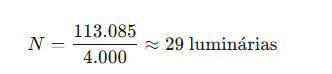 N = 113.085 / 4.000 ≈ 29 luminárias